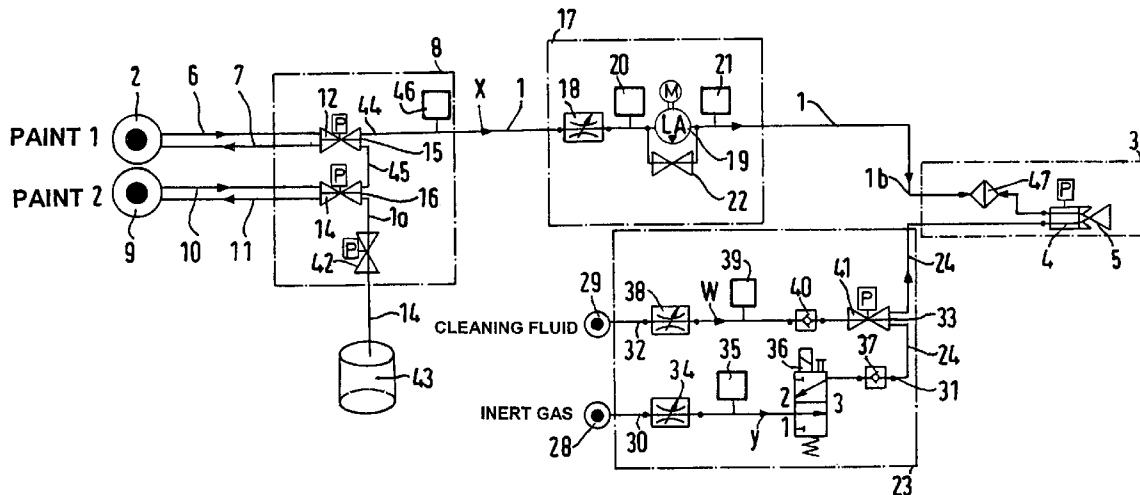 2 6 7 8 17
12 44 46 X 1 18 20 M 21 1
P
PAINT 1
LA
15 19
45 3
P
PAINT 2
16 22 1b 47 P
9 10 11 14 1a
P
42 39 41 24 4 5
29 38 W 40 P
14
CLEANING FLUID
32 33
35 36 37 24
43 34 2 3 31
INERT GAS
1
28 30 y
23